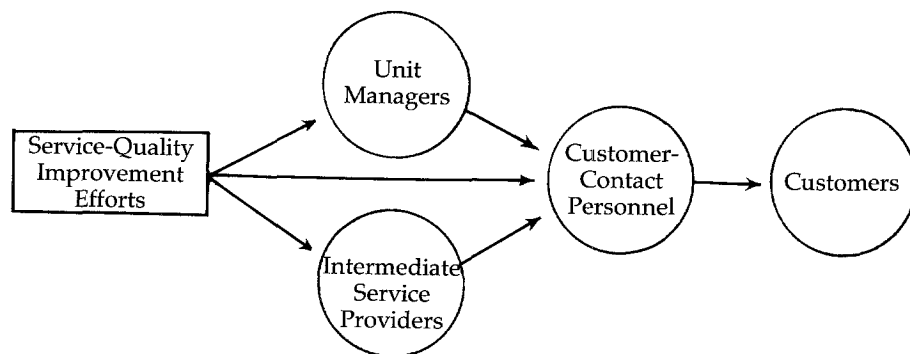 Unit
Managers
Service-Quality
Improvement
Efforts
Customer-
Contact
Personnel
Customers
Intermediate
Service
Providers